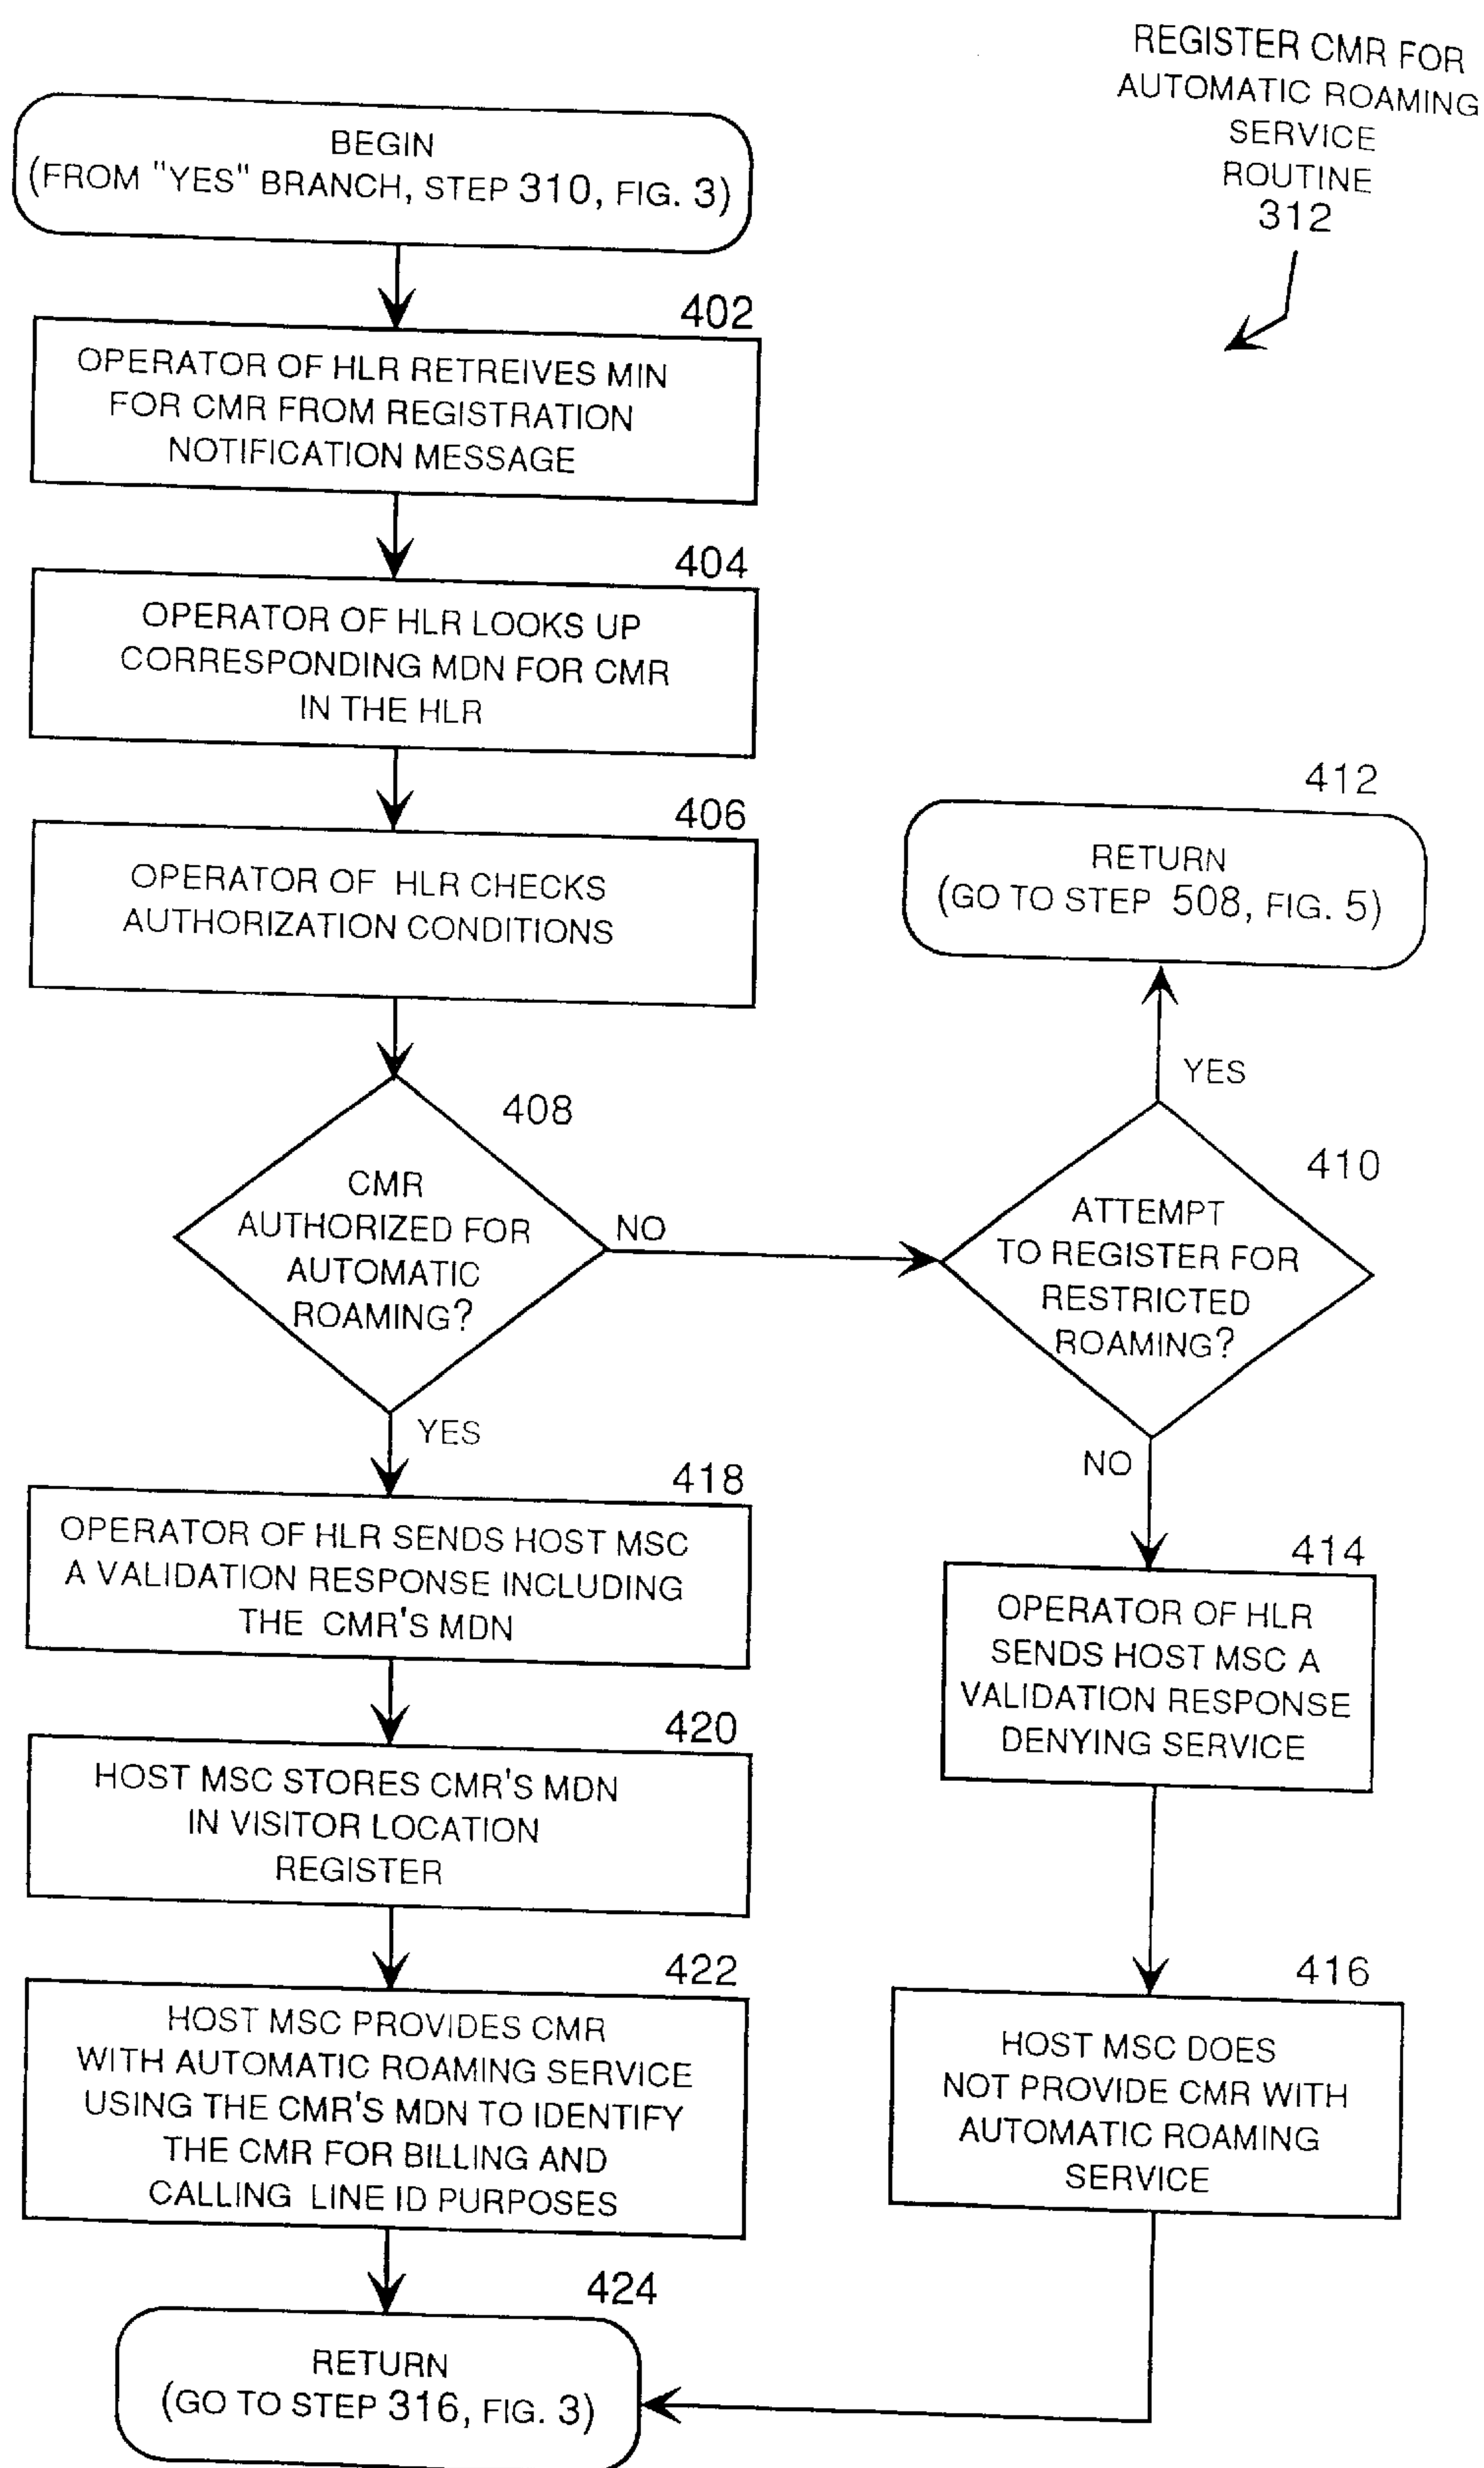 REGISTER CMR FOR
AUTOMATIC ROAMING
SERVICE
ROUTINE
312
BEGIN
(FROM "YES" BRANCH, STEP 310, FIG. 3)
402
OPERATOR OF HLR RETREIVES MIN
FOR CMR FROM REGISTRATION
NOTIFICATION MESSAGE
404
OPERATOR OF HLR LOOKS UP
CORRESPONDING MDN FOR CMR
IN THE HLR
406
OPERATOR OF HLR CHECKS
AUTHORIZATION CONDITIONS
408
CMR
AUTHORIZED FOR
AUTOMATIC
ROAMING?
NO
YES
412
RETURN
(GO TO STEP 508, FIG. 5)
YES
410
ATTEMPT
TO REGISTER FOR
RESTRICTED
ROAMING?
NO
414
OPERATOR OF HLR
SENDS HOST MSC A
VALIDATION RESPONSE
DENYING SERVICE
416
HOST MSC DOES
NOT PROVIDE CMR WITH
AUTOMATIC ROAMING
SERVICE
418
OPERATOR OF HLR SENDS HOST MSC
A VALIDATION RESPONSE INCLUDING
THE CMR'S MDN
420
HOST MSC STORES CMR'S MDN
IN VISITOR LOCATION
REGISTER
422
HOST MSC PROVIDES CMR
WITH AUTOMATIC ROAMING SERVICE
USING THE CMR'S MDN TO IDENTIFY
THE CMR FOR BILLING AND
CALLING LINE ID PURPOSES
424
RETURN
(GO TO STEP 316, FIG. 3)